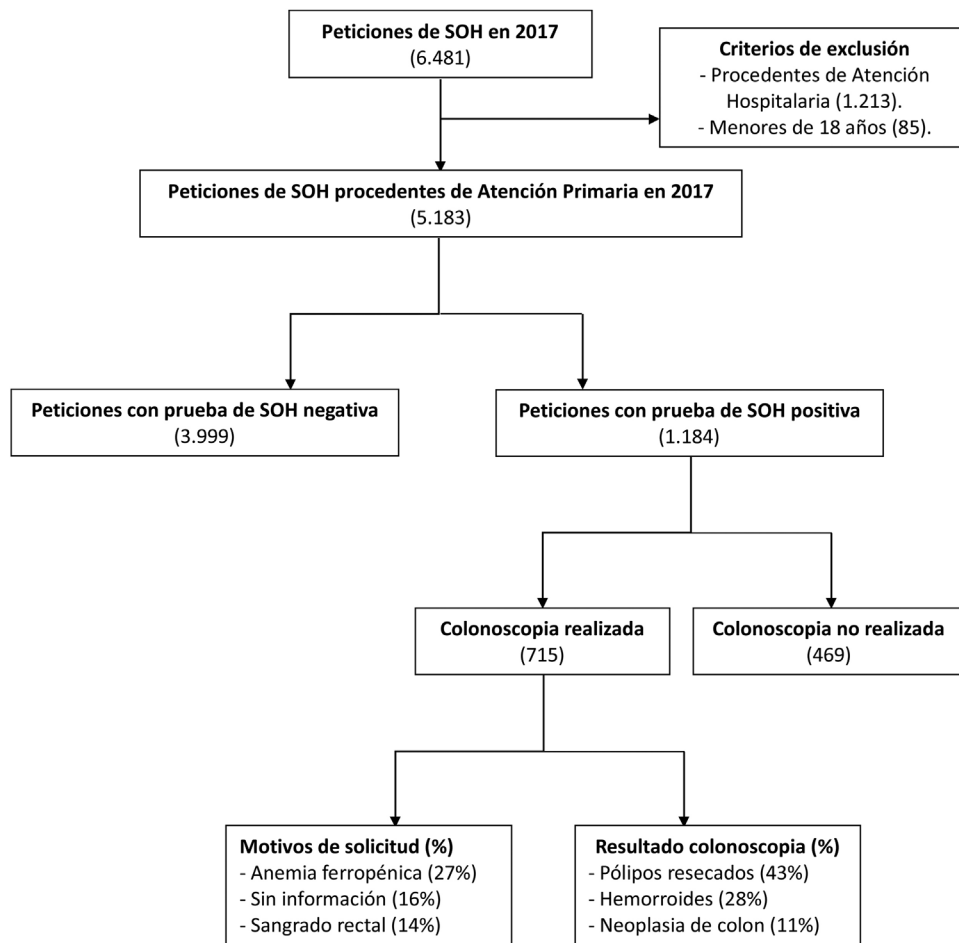 Peticiones de SOH en 2017
(6.481)
Criterios de exclusión
- Procedentes de Atención
Hospitalaria (1.213).
- Menores de 18 años (85).
Peticiones de SOH procedentes de Atención Primaria en 2017
(5.183)
Peticiones con prueba de SOH negativa
(3.999)
Peticiones con prueba de SOH positiva
(1.184)
Colonoscopia realizada
(715)
Colonoscopia no realizada
(469)
Motivos de solicitud (%)
- Anemia ferropénica (27%)
- Sin información (16%)
- Sangrado rectal (14%)
Resultado colonoscopia (%)
- Pólipos resecados (43%)
- Hemorroides (28%)
- Neoplasia de colon (11%)